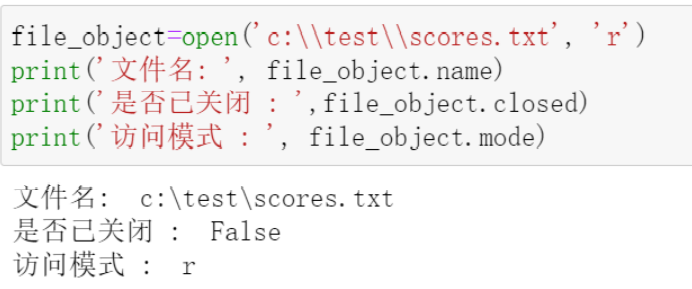 file_object=open('c:\\test\\scores.txt', 'r')
print('文件名: ', file_object.name)
print('是否已关闭 : ',file_object.closed)
print('访问模式 : ', file_object.mode)
文件名:  c:\test\scores.txt
是否已关闭 :  False
访问模式 :  r